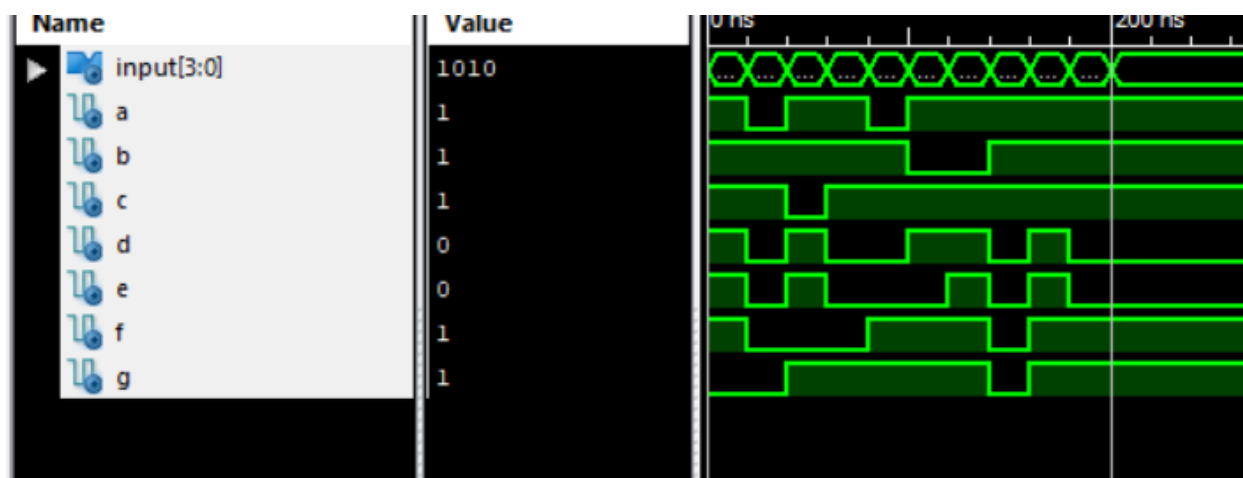 Name Value 0 ns 200 ns
input[3:0] 1010 ... ... ... ... ... ... ... ... ... ...
a 1
b 1
c 1
d 0
e 0
f 1
g 1